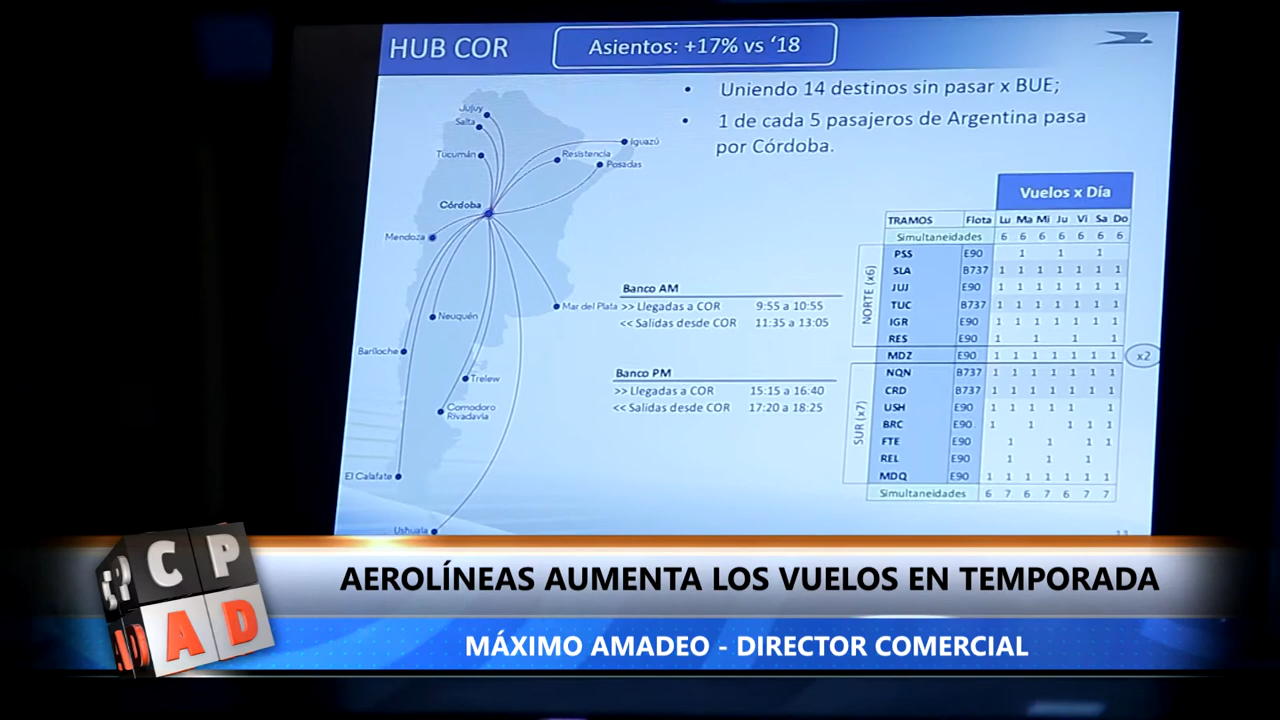 HUB COR
Asientos: +17% vs ‘18
• Uniendo 14 destinos sin pasar x BUE;
• 1 de cada 5 pasajeros de Argentina pasa
por Córdoba.
Jujuy
Salta
Tucumán
Iguazú
Resistencia
Posadas
Córdoba
Mendoza
Mar del Plata
Neuquén
Bariloche
Trelew
Comodoro
Rivadavia
El Calafate
Ushuaia
Banco AM
>> Llegadas a COR 9:55 a 10:55
<< Salidas desde COR 11:35 a 13:05
Banco PM
>> Llegadas a COR 15:15 a 16:40
<< Salidas desde COR 17:20 a 18:25
Vuelos x Día
TRAMOS Flota Lu Ma Mi Ju Vi Sa Do
Simultaneidades 6 6 6 6 6 6 6
NORTE (x6)
PSS E90 1 1 1
SLA B737 1 1 1 1 1 1 1
JUJ E90 1 1 1 1 1 1 1
TUC B737 1 1 1 1 1 1 1
IGR E90 1 1 1 1 1 1 1
RES E90 1 1 1 1
MDZ E90 1 1 1 1 1 1 1 x2
SUR (x7)
NQN B737 1 1 1 1 1 1 1
CRD B737 1 1 1 1 1 1 1
USH E90 1 1 1 1 1 1
BRC E90 1 1 1 1 1
FTE E90 1 1 1 1
REL E90 1 1 1
MDQ E90 1 1 1 1 1 1 1
Simultaneidades 6 7 6 7 6 7 7
CP
AD
AEROLÍNEAS AUMENTA LOS VUELOS EN TEMPORADA
MÁXIMO AMADEO - DIRECTOR COMERCIAL